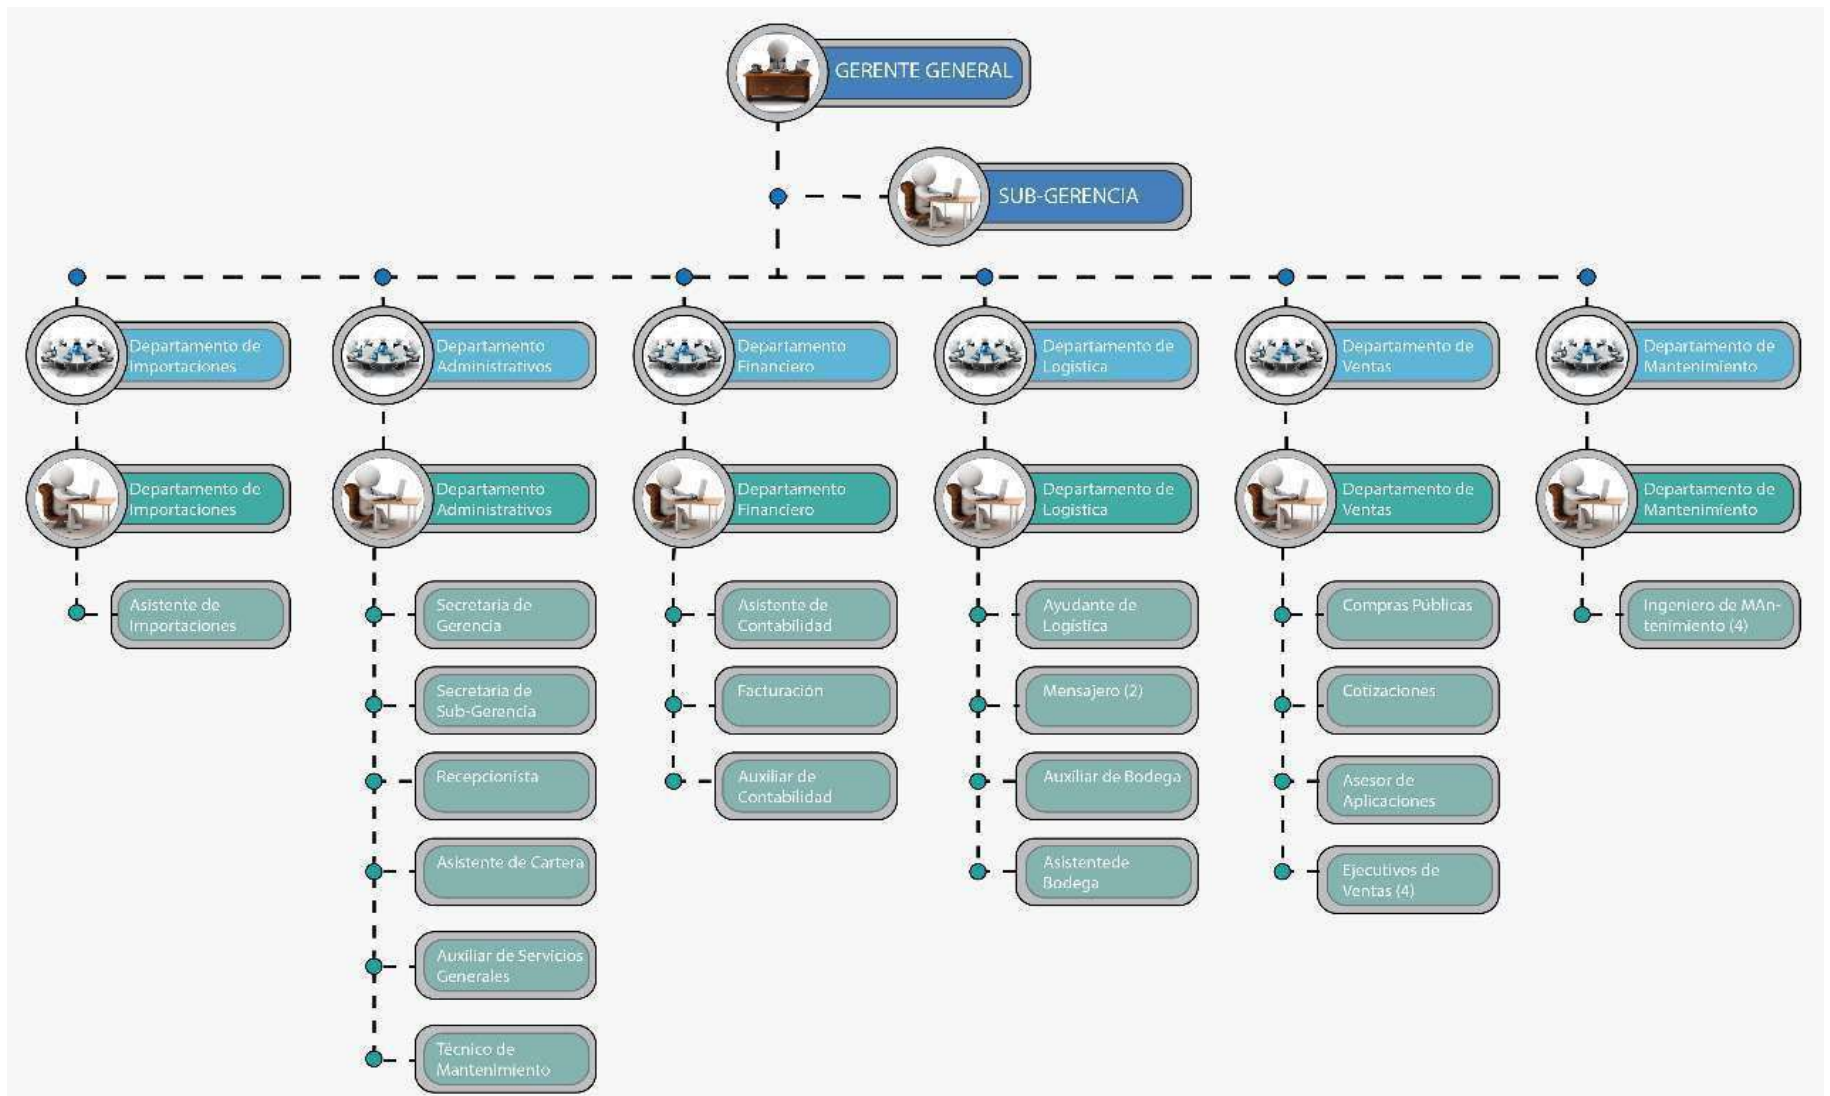 GERENTE GENERAL
SUB-GERENCIA
Departamento de
Importaciones
Departamento
Administrativos
Departamento
Financiero
Departamento de
Logística
Departamento de
Ventas
Departamento de
Mantenimiento
Departamento de
Importaciones
Departamento
Administrativos
Departamento
Financiero
Departamento de
Logística
Departamento de
Ventas
Departamento de
Mantenimiento
Asistente de
Importaciones
Secretaria de
Gerencia
Secretaria de
Sub-Gerencia
Recepcionista
Asistente de Cartera
Auxiliar de Servicios
Generales
Técnico de
Mantenimiento
Asistente de
Contabilidad
Facturación
Auxiliar de
Contabilidad
Ayudante de
Logística
Mensajero (2)
Auxiliar de Bodega
Asistentede
Bodega
Compras Públicas
Cotizaciones
Asesor de
Aplicaciones
Ejecutivos de
Ventas (4)
Ingeniero de MAn-
tenimiento (4)